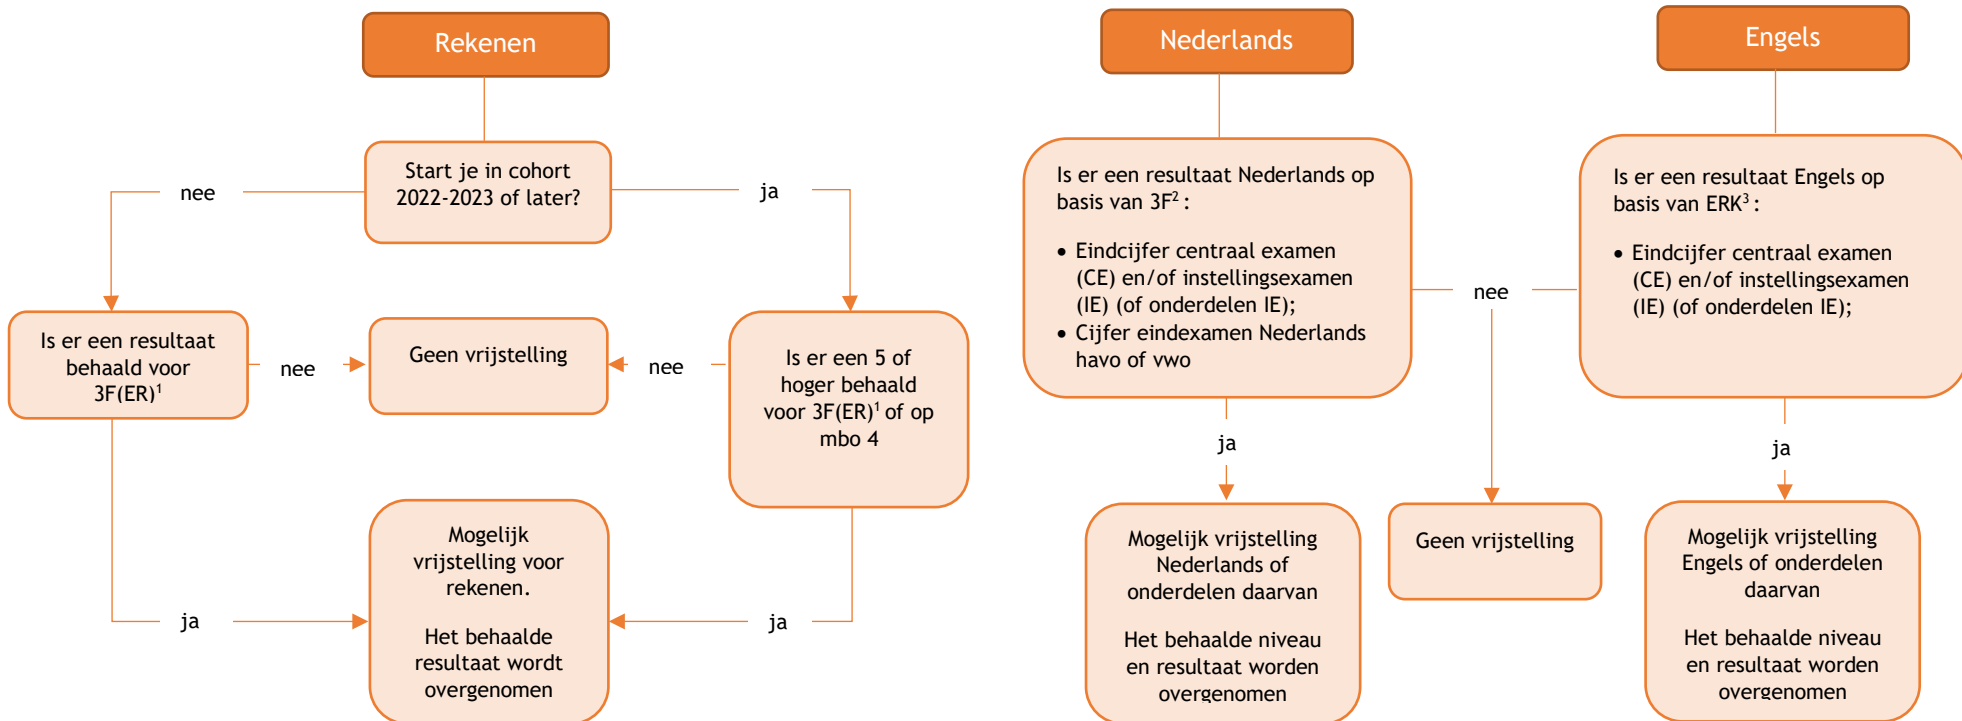 Rekenen
Start je in cohort
2022-2023 of later?
nee
ja
Is er een resultaat
behaald voor
3F(ER)¹
nee
Geen vrijstelling
nee
Is er een 5 of
hoger behaald
voor 3F(ER)¹ of op
mbo 4
ja
Mogelijk
vrijstelling voor
rekenen.
Het behaalde
resultaat wordt
overgenomen
ja
Nederlands
Is er een resultaat Nederlands op
basis van 3F² :
• Eindcijfer centraal examen
(CE) en/of instellingsexamen
(IE) (of onderdelen IE);
• Cijfer eindexamen Nederlands
havo of vwo
nee
ja
Mogelijk vrijstelling
Nederlands of
onderdelen daarvan
Het behaalde niveau
en resultaat worden
overgenomen
Geen vrijstelling
Engels
Is er een resultaat Engels op
basis van ERK³ :
• Eindcijfer centraal examen
(CE) en/of instellingsexamen
(IE) (of onderdelen IE);
ja
Mogelijk vrijstelling
Engels of onderdelen
daarvan
Het behaalde niveau
en resultaat worden
overgenomen